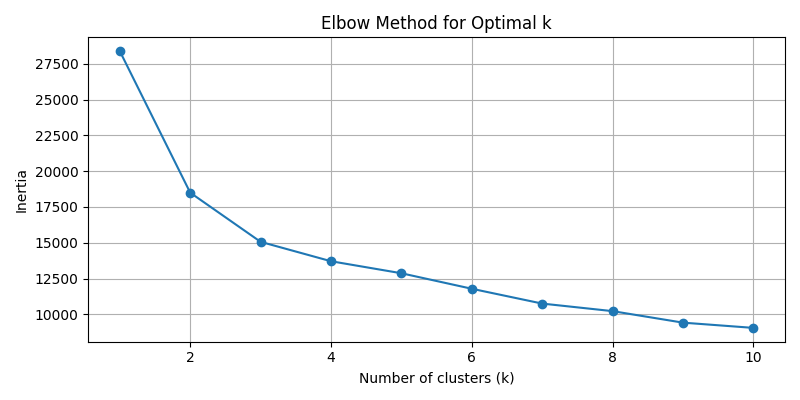 Elbow Method for Optimal k
27500
25000
22500
20000
17500
15000
12500
10000
Inertia
2 4 6 8 10
Number of clusters (k)